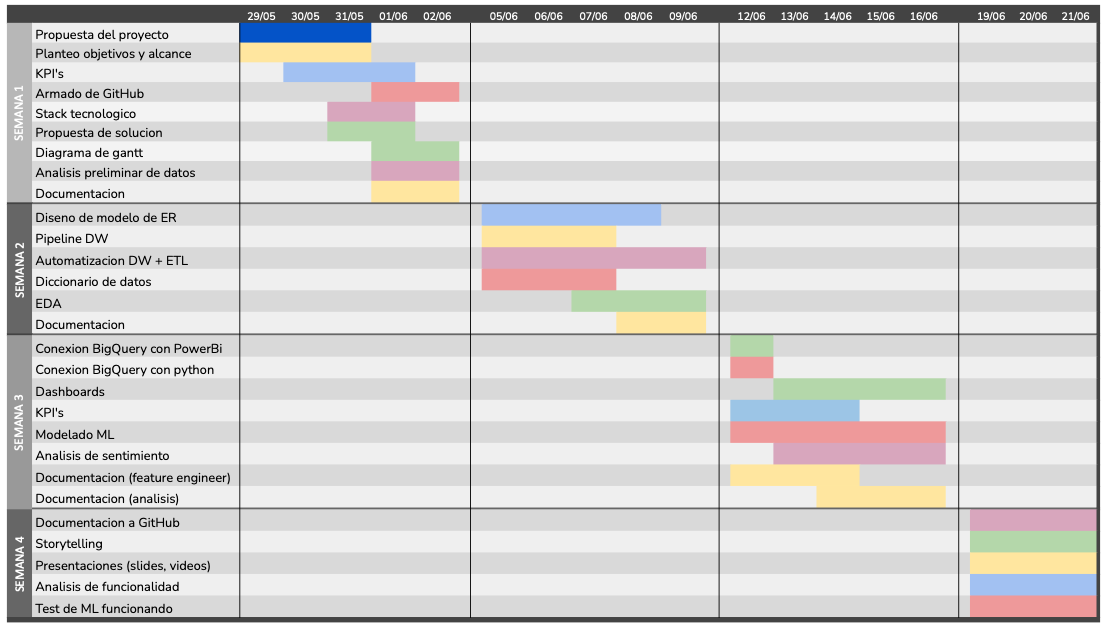 29/05 30/05 31/05 01/06 02/06 05/06 06/06 07/06 08/06 09/06 12/06 13/06 14/06 15/06 16/06 19/06 20/06 21/06
SEMANA 1
Propuesta del proyecto
Planteo objetivos y alcance
KPI's
Armado de GitHub
Stack tecnologico
Propuesta de solucion
Diagrama de gantt
Analisis preliminar de datos
Documentacion
SEMANA 2
Diseno de modelo de ER
Pipeline DW
Automatizacion DW + ETL
Diccionario de datos
EDA
Documentacion
SEMANA 3
Conexion BigQuery con PowerBi
Conexion BigQuery con python
Dashboards
KPI's
Modelado ML
Analisis de sentimiento
Documentacion (feature engineer)
Documentacion (analisis)
SEMANA 4
Documentacion a GitHub
Storytelling
Presentaciones (slides, videos)
Analisis de funcionalidad
Test de ML funcionando